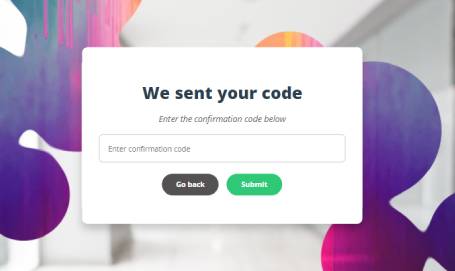 We sent your code
Enter the confirmation code below
Enter confirmation code
Go back
Submit